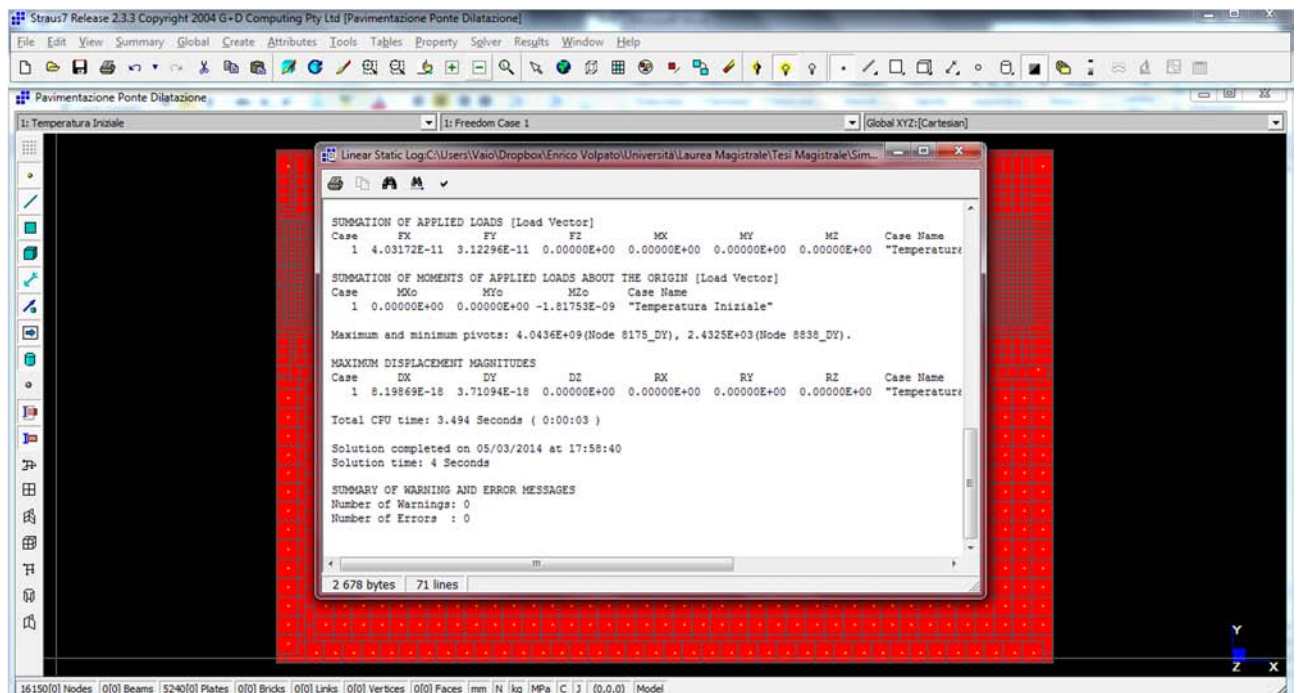 Straus7 Release 2.3.3 Copyright 2004 G+D Computing Pty Ltd [Pavimentazione Ponte Dilatazione]
File Edit View Summary Global Create Attributes Tools Tables Property Solver Results Window Help
Pavimentazione Ponte Dilatazione
1: Temperatura Iniziale 1: Freedom Case 1 Global XYZ:[Cartesian]
Linear Static Log:C:\Users\Vaio\Dropbox\Enrico Volpato\Università\Laurea Magistrale\Tesi Magistrale\Sim...
SUMMATION OF APPLIED LOADS [Load Vector]
Case FX FY FZ MX MY MZ Case Name
1 4.03172E-11 3.12296E-11 0.00000E+00 0.00000E+00 0.00000E+00 0.00000E+00 "Temperatura
SUMMATION OF MOMENTS OF APPLIED LOADS ABOUT THE ORIGIN [Load Vector]
Case MXo MYo MZo Case Name
1 0.00000E+00 0.00000E+00 -1.81753E-09 "Temperatura Iniziale"
Maximum and minimum pivots: 4.0436E+09(Node 8175_DY), 2.4325E+03(Node 8838_DY).
MAXIMUM DISPLACEMENT MAGNITUDES
Case DX DY DZ RX RY RZ Case Name
1 8.19869E-18 3.71094E-18 0.00000E+00 0.00000E+00 0.00000E+00 0.00000E+00 "Temperatura
Total CPU time: 3.494 Seconds ( 0:00:03 )
Solution completed on 05/03/2014 at 17:58:40
Solution time: 4 Seconds
SUMMARY OF WARNING AND ERROR MESSAGES
Number of Warnings: 0
Number of Errors : 0
2 678 bytes 71 lines
Y
Z X
16150[0] Nodes 0[0] Beams 5240[0] Plates 0[0] Bricks 0[0] Links 0[0] Vertices 0[0] Faces mm N kg MPa C J (0,0,0) Model